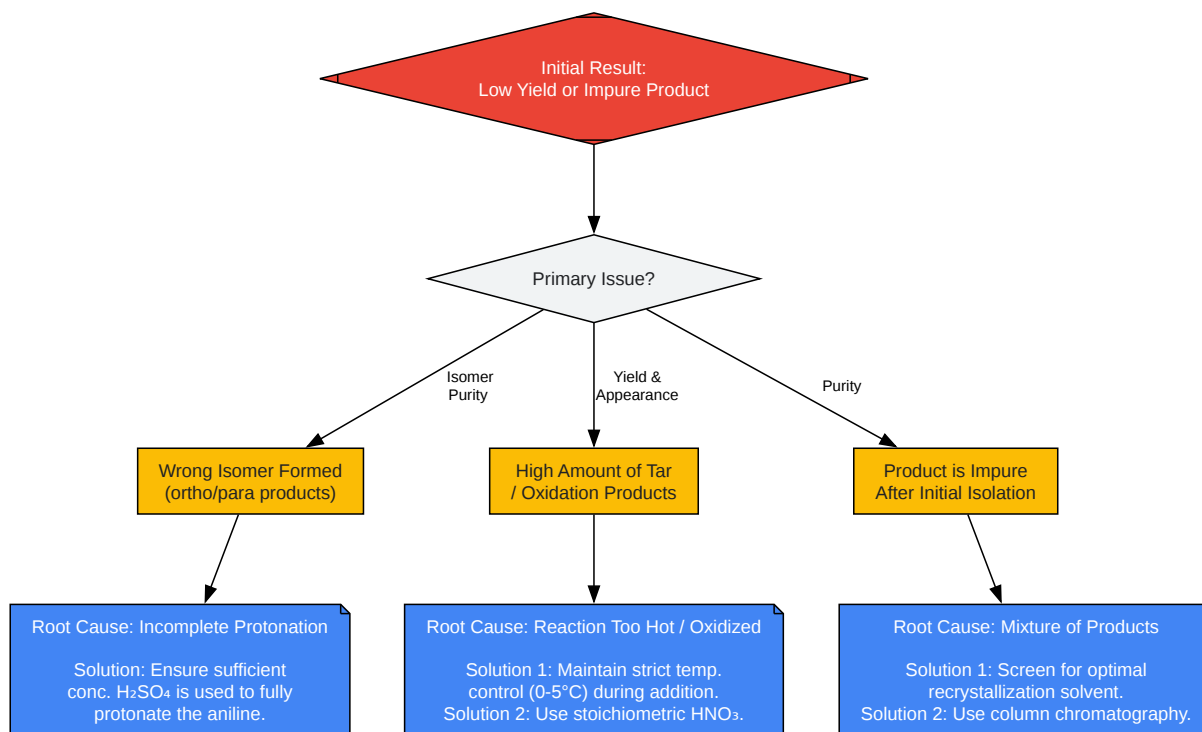 Initial Result:
Low Yield or Impure Product
Primary Issue?
Isomer
Purity
Yield &
Appearance
Purity
Wrong Isomer Formed
(ortho/para products)
High Amount of Tar
/ Oxidation Products
Product is Impure
After Initial Isolation
Root Cause: Incomplete Protonation
Solution: Ensure sufficient
conc. H₂SO₄ is used to fully
protonate the aniline.
Root Cause: Reaction Too Hot / Oxidized
Solution 1: Maintain strict temp.
control (0-5°C) during addition.
Solution 2: Use stoichiometric HNO₃.
Root Cause: Mixture of Products
Solution 1: Screen for optimal
recrystallization solvent.
Solution 2: Use column chromatography.